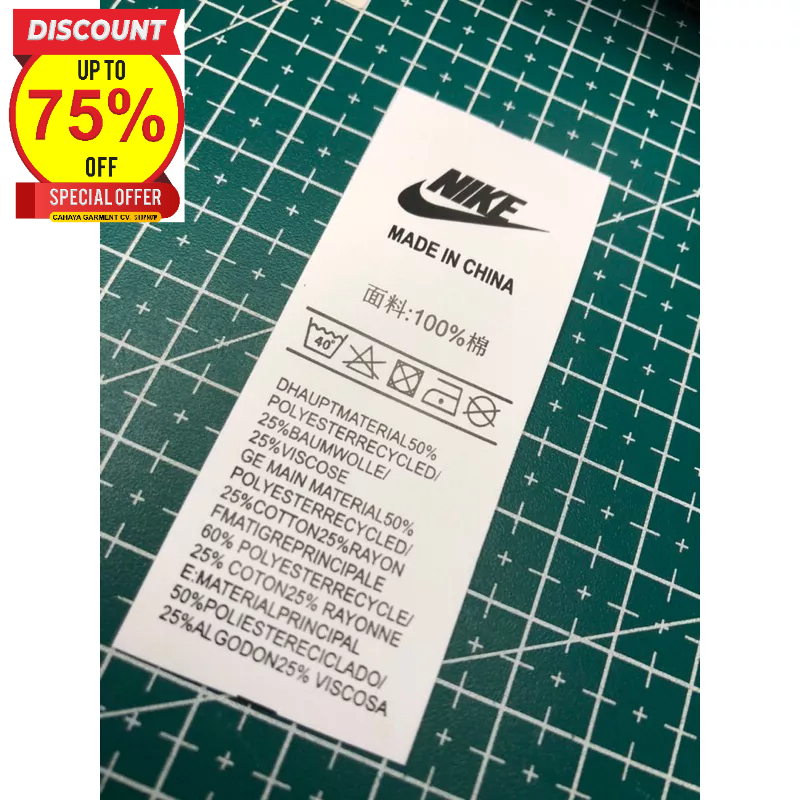 DISCOUNT
UP TO
75%
OFF
SPECIAL OFFER
CAHAYA GARMENT CV. SHOP NOW
NIKE
MADE IN CHINA
面料:100%棉
40°
DHAUPTMATERIAL50%
POLYESTERRECYCLED/
25%BAUMWOLLE/
25%VISCOSE
GE MAIN MATERIAL50%
POLYESTERRECYCLED/
25%COTTON25%RAYON
FMATIGREPRINCIPALE
60% POLYESTERRECYCLE/
25% COTON25% RAYONNE
E:MATERIALPRINCIPAL
50%POLIESTERECICLADO/
25%ALGODON25% VISCOSA